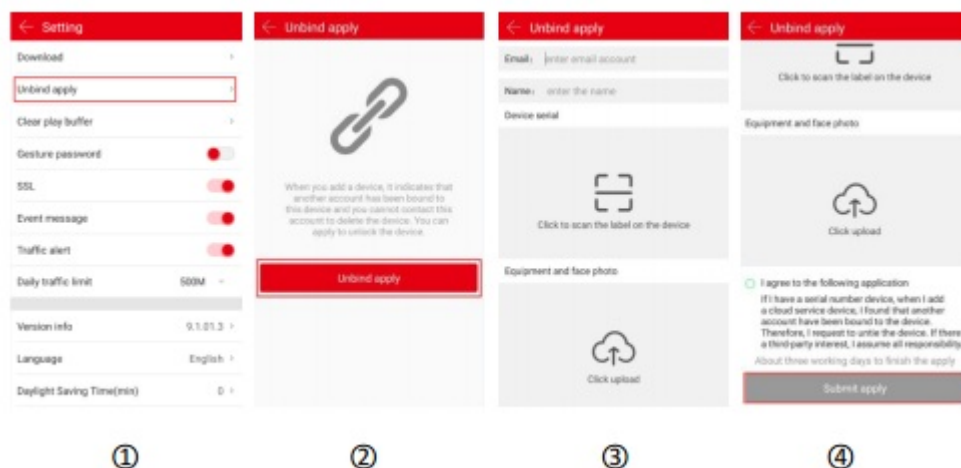 Setting
Download
Unbind apply
Clear play buffer
Gesture password
SSL
Event message
Traffic alert
Daily traffic limit 500M
Version info 9.1.01.3
Language English
Daylight Saving Time(min) 0
①
Unbind apply
When you add a device, it indicates that
another account has been bound to
this device and you cannot contact this
account to delete the device. You can
apply to unlock the device.
Unbind apply
②
Unbind apply
Email: enter email account
Name: enter the name
Device serial
Click to scan the label on the device
Equipment and face photo
Click upload
③
Unbind apply
Click to scan the label on the device
Equipment and face photo
Click upload
I agree to the following application
If I have a serial number device, when I add
a cloud service device, I found that another
account have been bound to the device.
Therefore, I request to untie the device. If there
a third-party interest, I assume all responsibility
About three working days to finish the apply
Submit apply
④